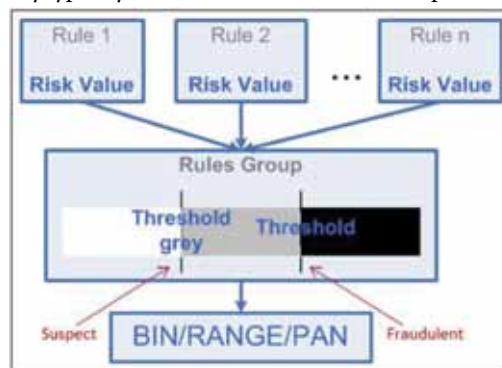 Rule 1 Rule 2 Rule n
Risk Value Risk Value ... Risk Value
Rules Group
Threshold Threshold
grey
Suspect BIN/RANGE/PAN Fraudulent